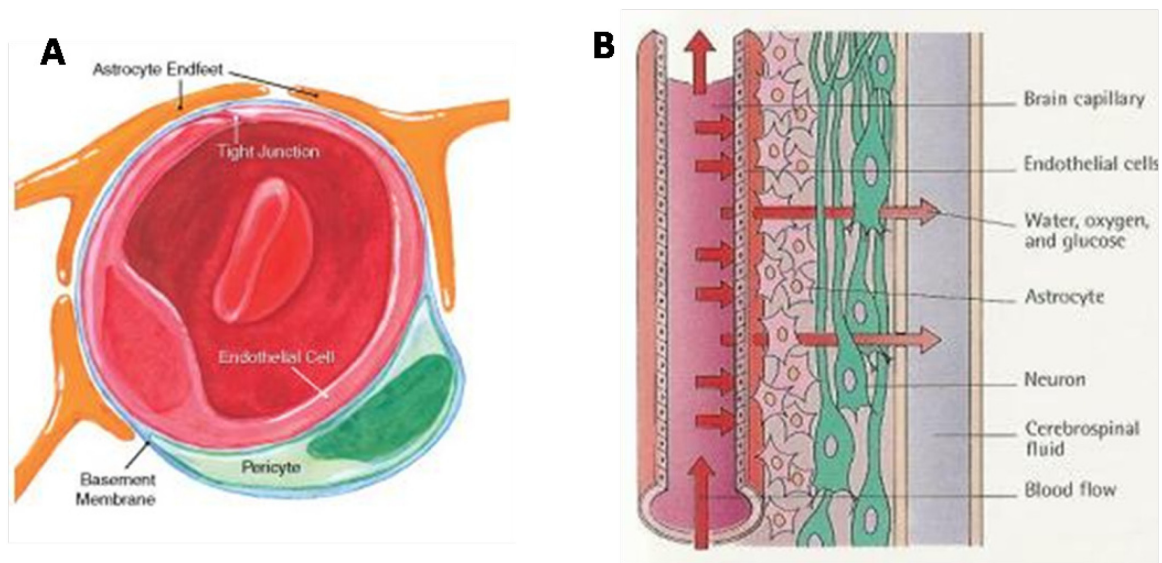 A
Astrocyte Endfeet
Tight Junction
Endothelial Cell
Pericyte
Basement
Membrane
B
Brain capillary
Endothelial cells
Water, oxygen,
and glucose
Astrocyte
Neuron
Cerebrospinal
fluid
Blood flow